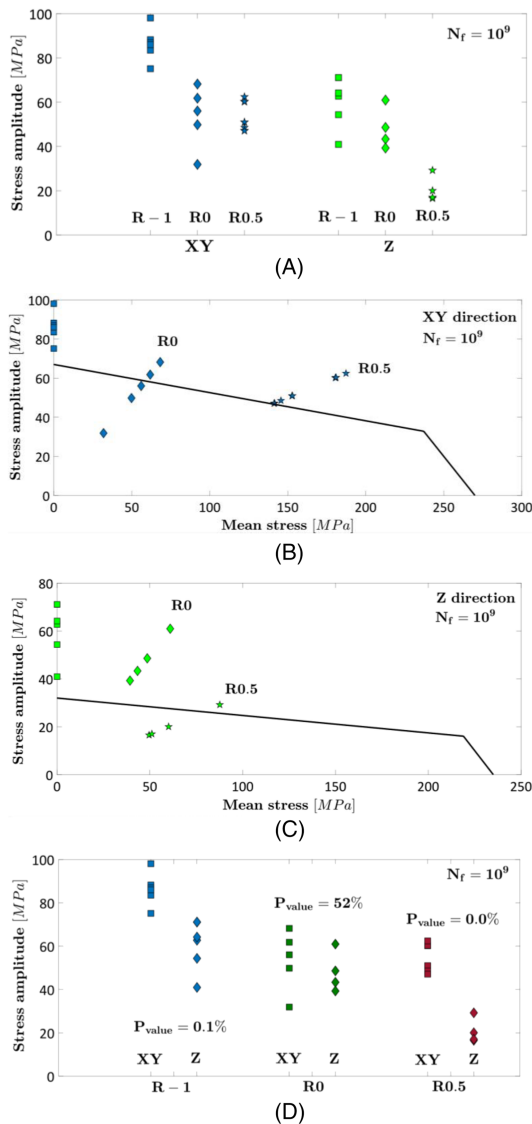 100
80
60
40
20
0
Stress amplitude [MPa]
N_f = 10^9
R − 1 R0 R0.5 R − 1 R0 R0.5
XY Z
(A)
100
80
60
40
20
0
Stress amplitude [MPa]
XY direction
N_f = 10^9
R0
R0.5
0 50 100 150 200 250 300
Mean stress [MPa]
(B)
80
60
40
20
0
Stress amplitude [MPa]
Z direction
N_f = 10^9
R0
R0.5
0 50 100 150 200 250
Mean stress [MPa]
(C)
100
80
60
40
20
0
Stress amplitude [MPa]
N_f = 10^9
P_value = 52%
P_value = 0.0%
P_value = 0.1%
XY Z XY Z XY Z
R − 1 R0 R0.5
(D)